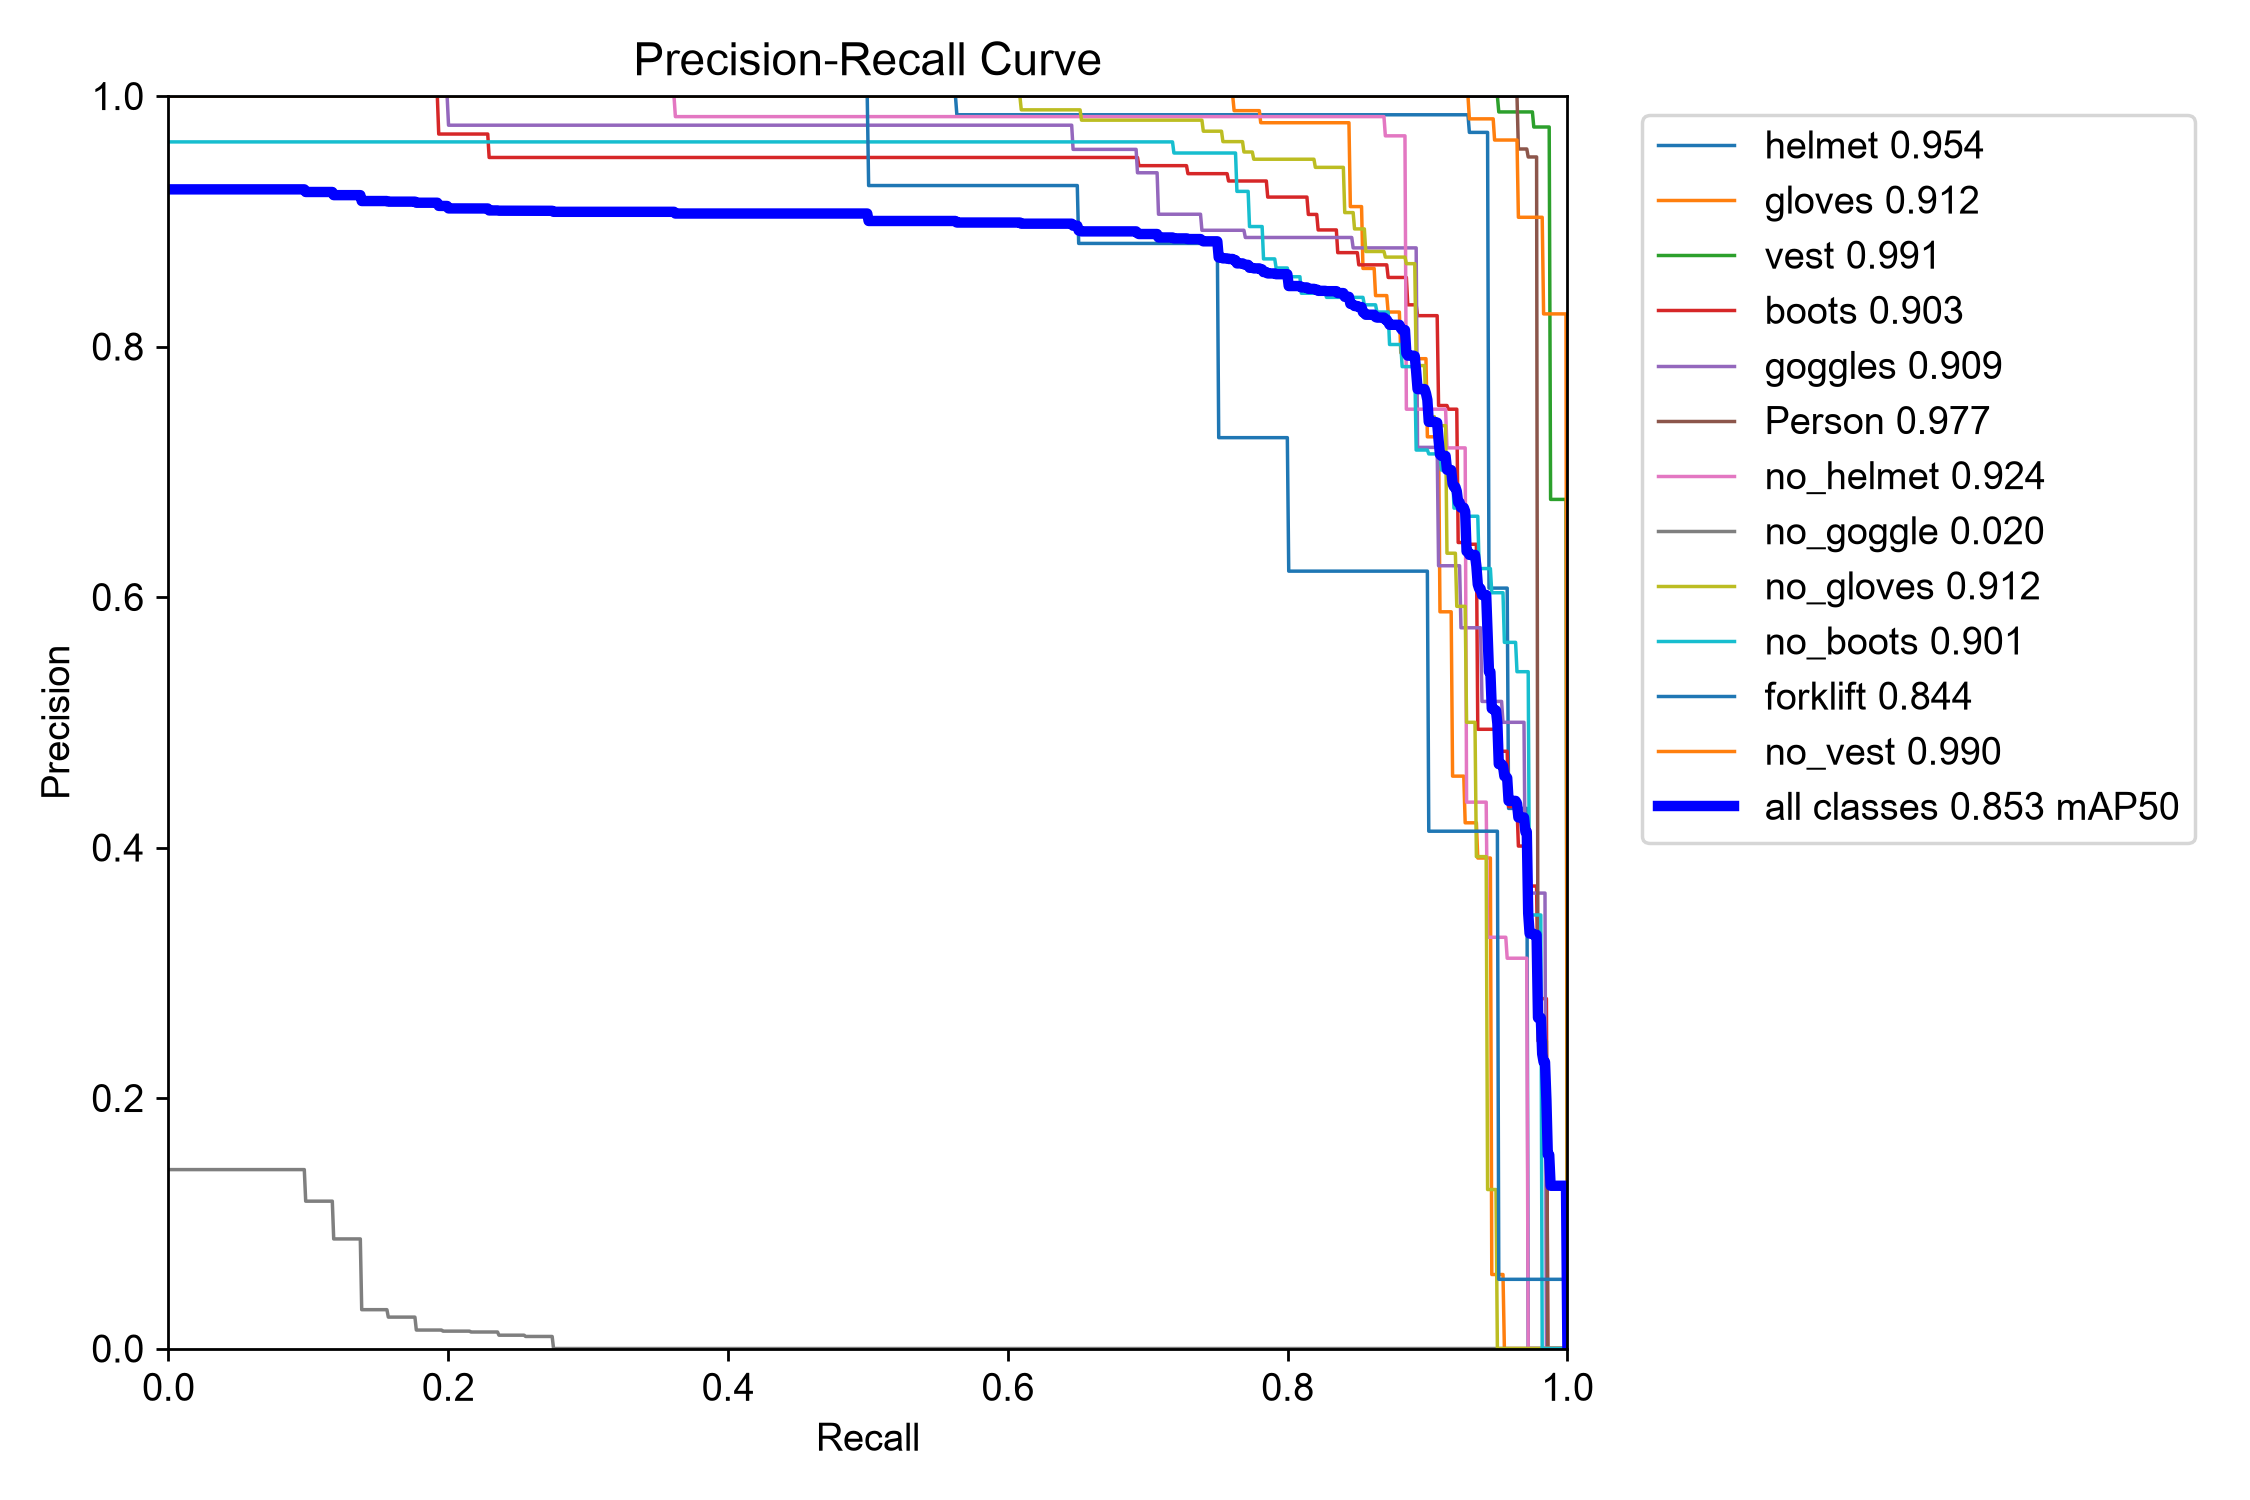 Precision-Recall Curve
1.0
0.8
0.6
0.4
0.2
0.0
0.0 0.2 0.4 0.6 0.8 1.0
Precision
Recall
helmet 0.954
gloves 0.912
vest 0.991
boots 0.903
goggles 0.909
Person 0.977
no_helmet 0.924
no_goggle 0.020
no_gloves 0.912
no_boots 0.901
forklift 0.844
no_vest 0.990
all classes 0.853 mAP50